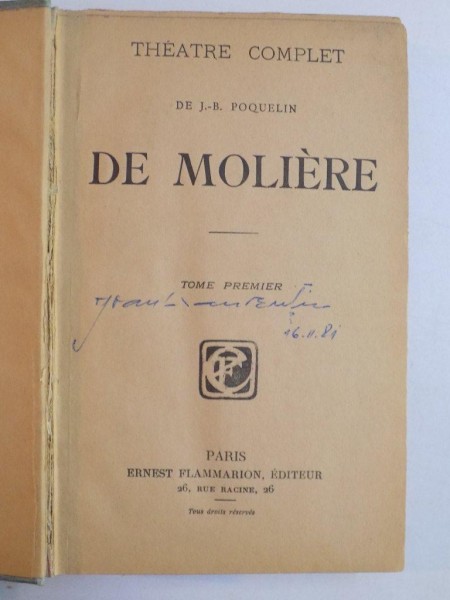 THÉATRE COMPLET
DE J.-B. POQUELIN
DE MOLIÈRE
TOME PREMIER
26.II.81
PARIS
ERNEST FLAMMARION, ÉDITEUR
26, RUE RACINE, 26
Tous droits réservés